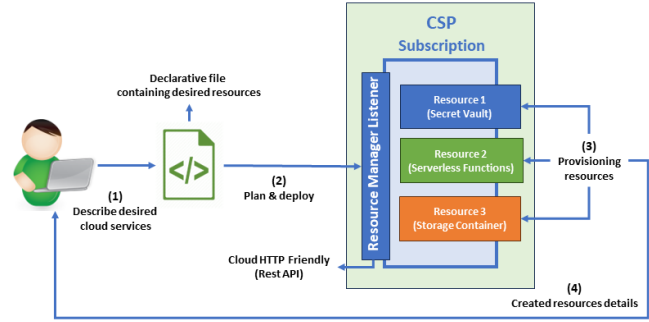 CSP
Subscription
Declarative file
containing desired resources
Resource Manager Listener
Resource 1
(Secret Vault)
Resource 2
(Serverless Functions)
Resource 3
(Storage Container)
(3)
Provisioning
resources
</>
(1)
Describe desired
cloud services
(2)
Plan & deploy
Cloud HTTP Friendly
(Rest API)
(4)
Created resources details